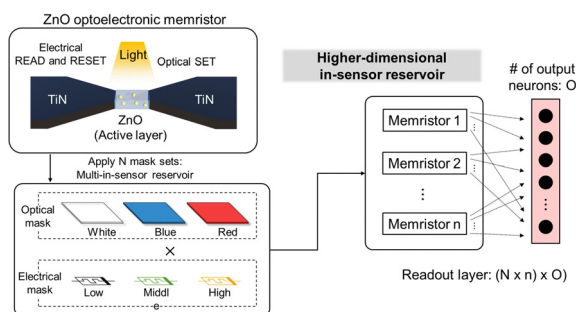 ZnO optoelectronic memristor
Electrical
READ and RESET
Light
Optical SET
TiN
TiN
ZnO
(Active layer)
Apply N mask sets:
Multi-in-sensor reservoir
Optical
mask
White
Blue
Red
×
Electrical
mask
Low
Middl
e
High
Higher-dimensional
in-sensor reservoir
Memristor 1
Memristor 2
⋮
Memristor n
# of output
neurons: O
Readout layer: (N x n) x O)